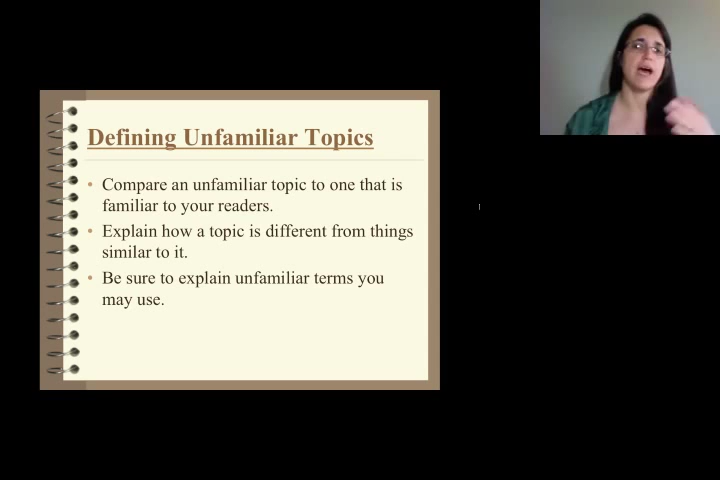 Defining Unfamiliar Topics
• Compare an unfamiliar topic to one that is
familiar to your readers.
• Explain how a topic is different from things
similar to it.
• Be sure to explain unfamiliar terms you
may use.